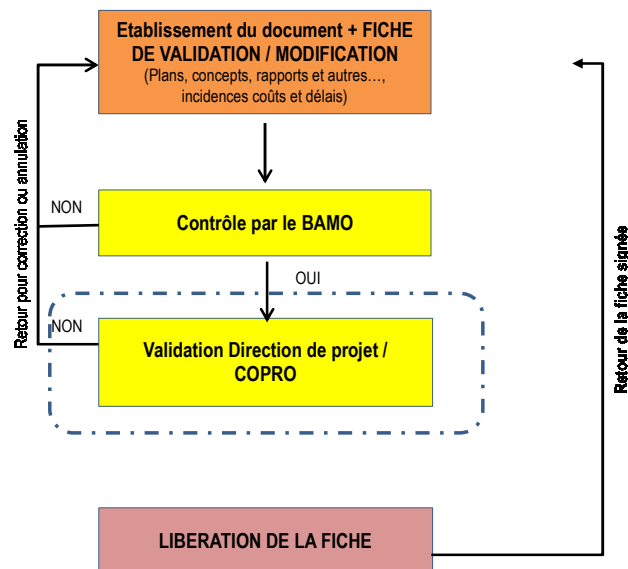 Etablissement du document + FICHE
DE VALIDATION / MODIFICATION
(Plans, concepts, rapports et autres…,
incidences coûts et délais)
Retour pour correction ou annulation
NON
Contrôle par le BAMO
OUI
NON
Validation Direction de projet /
COPRO
Retour de la fiche signée
LIBERATION DE LA FICHE